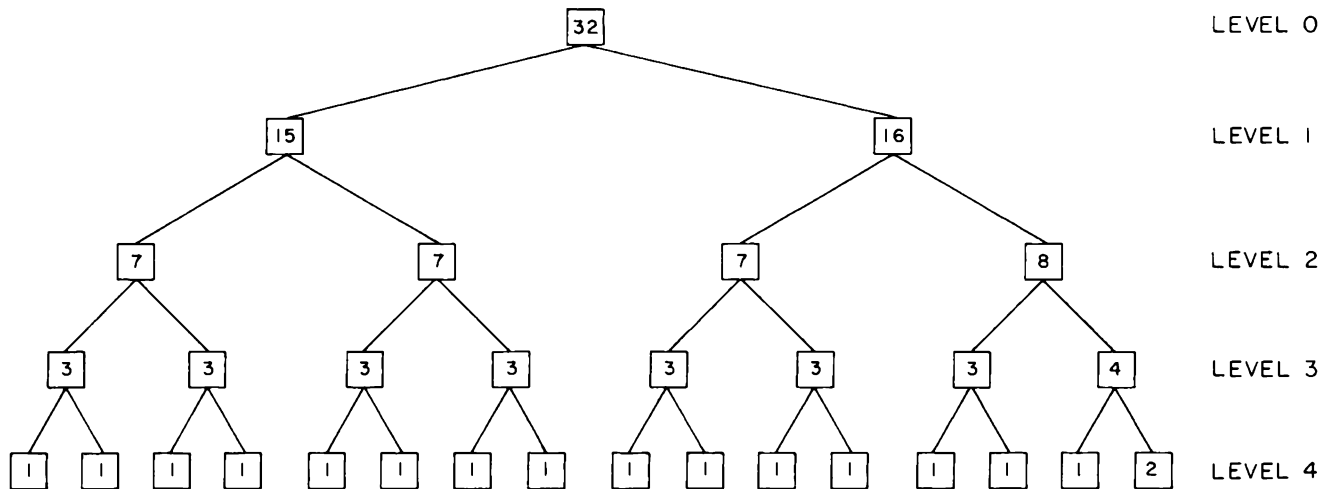 32 LEVEL 0
15 16 LEVEL 1
7 7 7 8 LEVEL 2
3 3 3 3 3 3 3 4 LEVEL 3
1 1 1 1 1 1 1 1 1 1 1 1 1 1 1 2 LEVEL 4